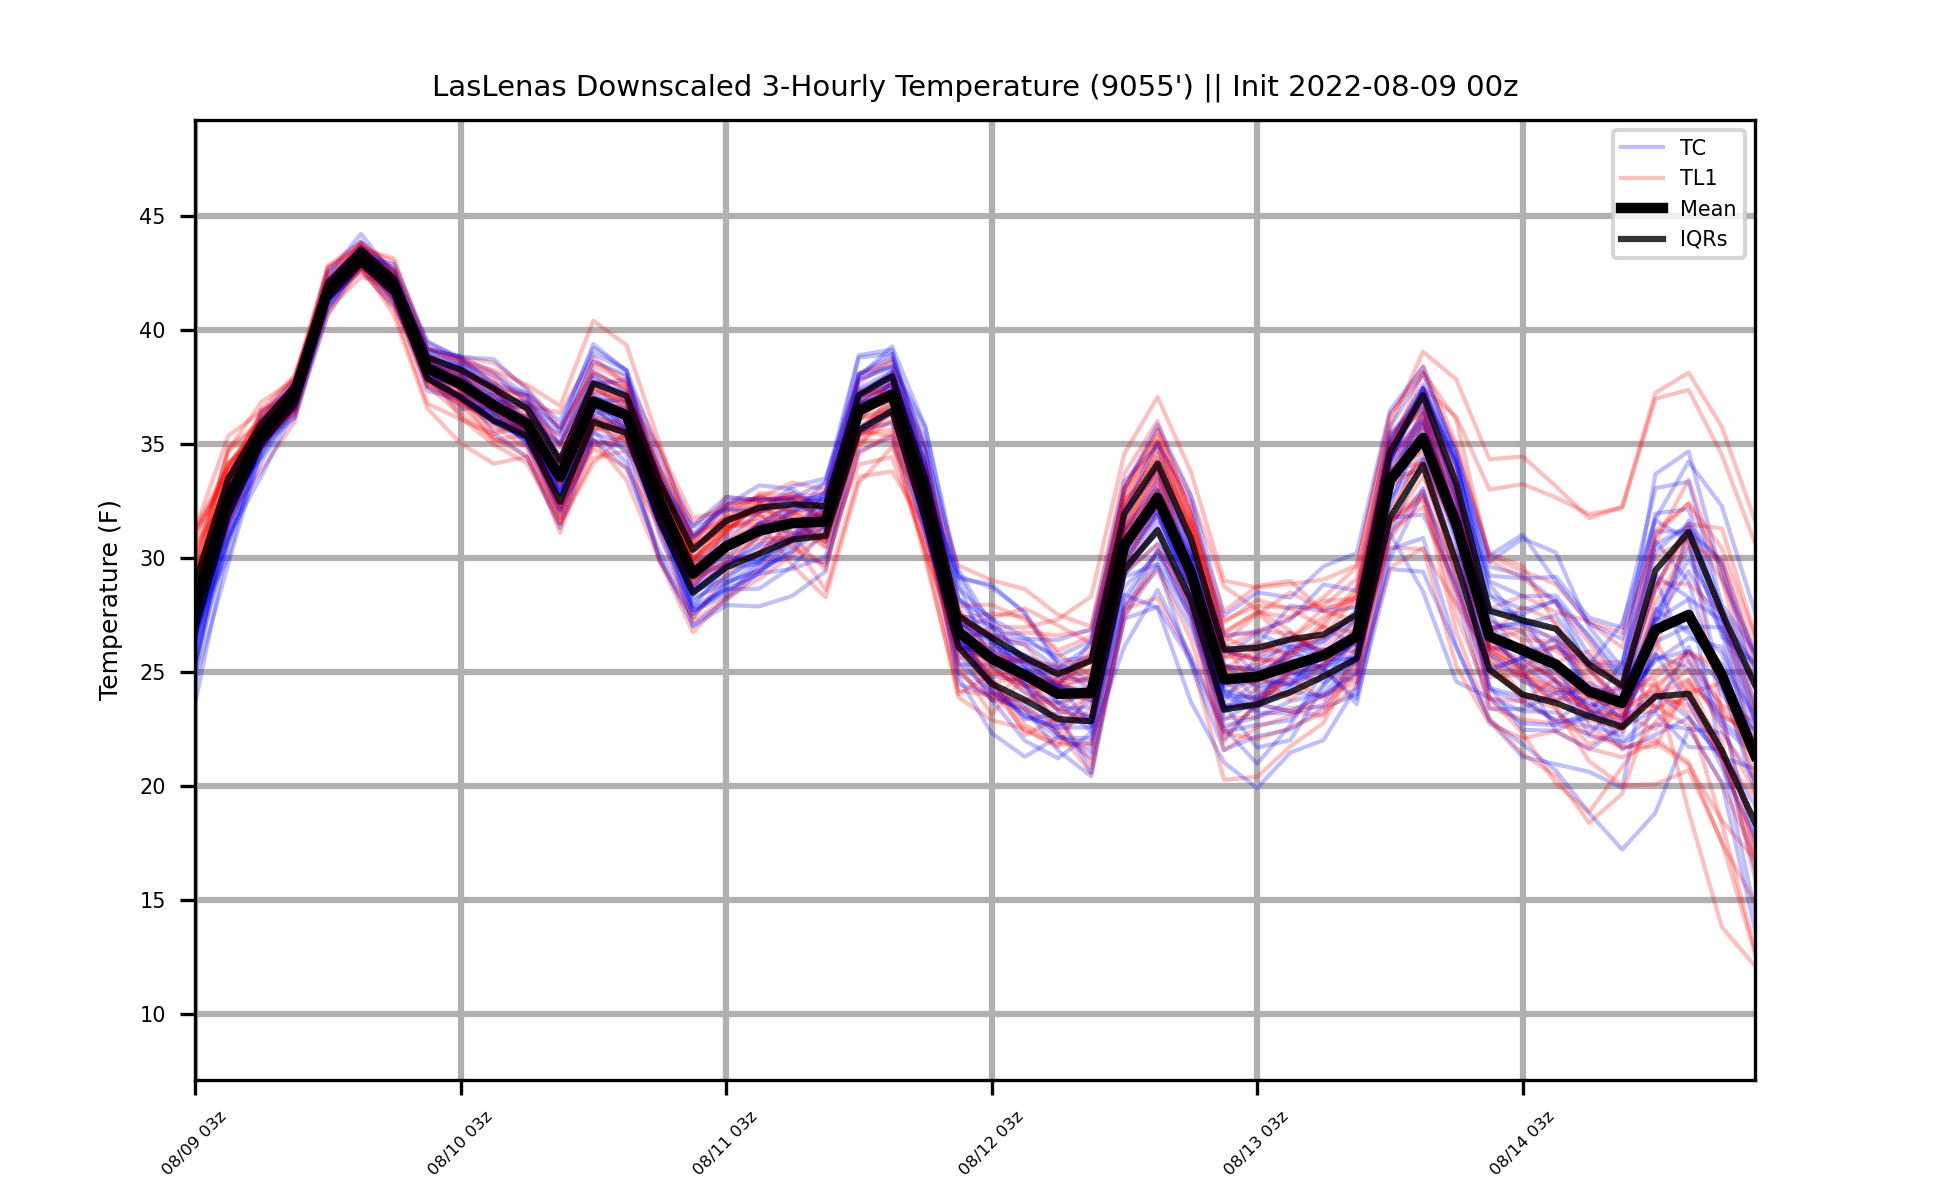 LasLenas Downscaled 3-Hourly Temperature (9055') || Init 2022-08-09 00z
TC
TL1
Mean
IQRs
Temperature (F)
45
40
35
30
25
20
15
10
08/09 03z
08/10 03z
08/11 03z
08/12 03z
08/13 03z
08/14 03z